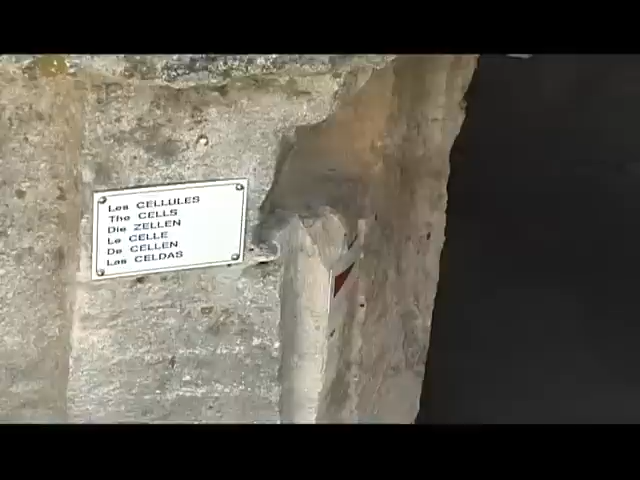 Les CELLULES
The CELLS
Die ZELLEN
Le CELLE
De CELLEN
Las CELDAS